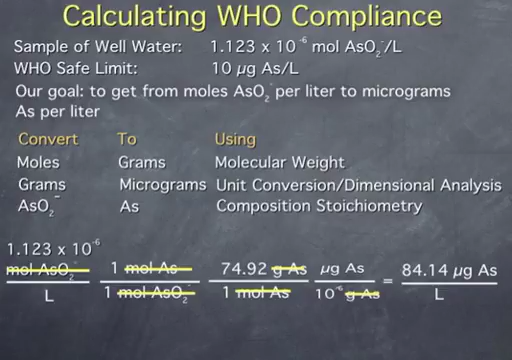 Calculating WHO Compliance
Sample of Well Water: 1.123 x 10⁻⁶ mol AsO₂⁻/L
WHO Safe Limit: 10 µg As/L
Our goal: to get from moles AsO₂⁻ per liter to micrograms
As per liter
Convert To Using
Moles Grams Molecular Weight
Grams Micrograms Unit Conversion/Dimensional Analysis
AsO₂⁻ As Composition Stoichiometry
1.123 x 10⁻⁶
mol AsO₂⁻ 1 mol As 74.92 g As µg As = 84.14 µg As
L 1 mol AsO₂⁻ 1 mol As 10⁻⁶ g As L